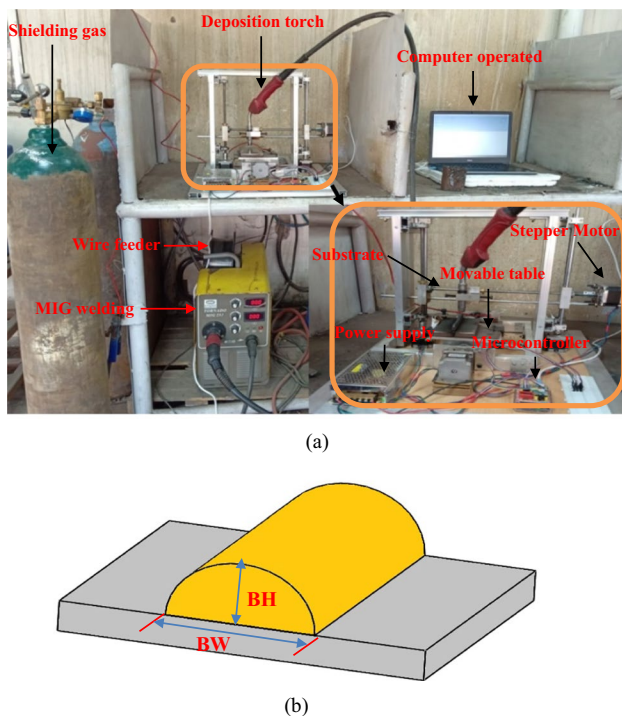 Shielding gas
Deposition torch
Computer operated
Wire feeder
MIG welding
Substrate
Stepper Motor
Movable table
Power supply
Microcontroller
(a)
BH
BW
(b)